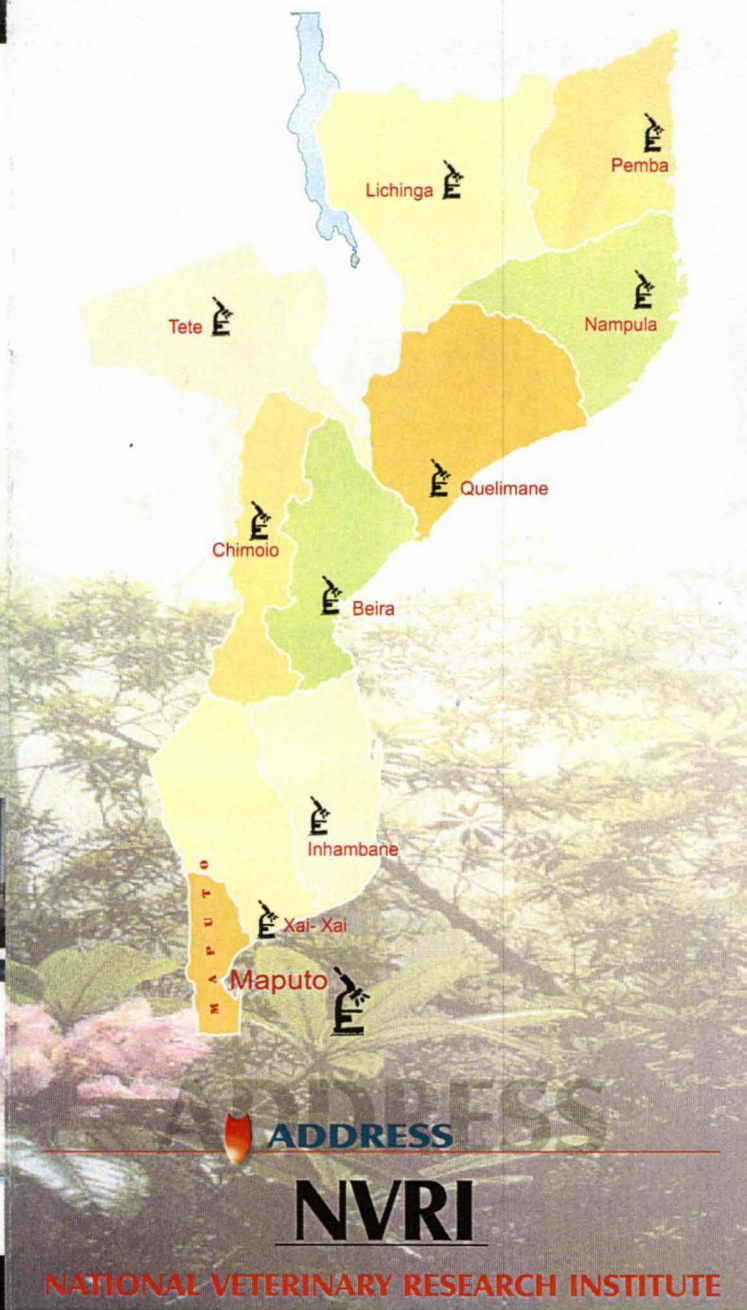 Pemba
Lichinga
Nampula
Tete
Quelimane
Chimoio
Beira
Inhambane
MAPUTO
Xai- Xai
Maputo
ADDRESS
ADDRESS
NVRI
NATIONAL VETERINARY RESEARCH INSTITUTE